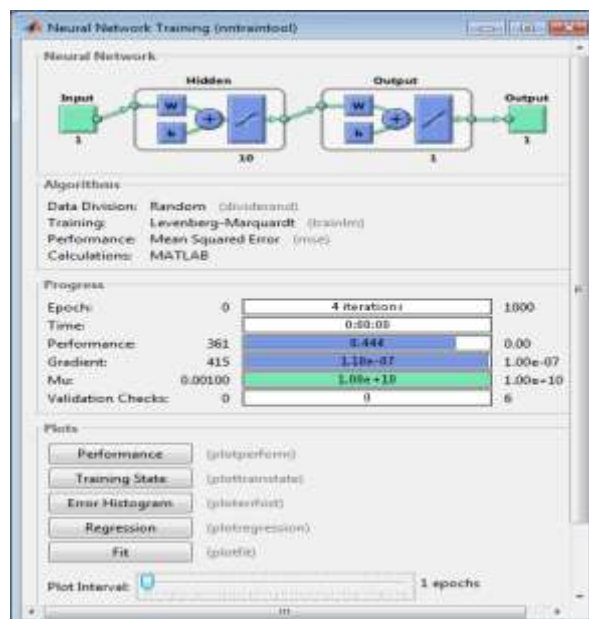 Neural Network Training (nntraintool)
Neural Network
Hidden
Output
Input
W
b
+
W
b
+
Output
1
10
1
1
Algorithms
Data Division: Random (dividerand)
Training: Levenberg-Marquardt (trainlm)
Performance: Mean Squared Error (mse)
Calculations: MATLAB
Progress
Epoch: 0 4 iterations 1000
Time: 0:00:00
Performance: 361 0.444 0.00
Gradient: 415 1.18e-07 1.00e-07
Mu: 0.00100 1.00e+10 1.00e+10
Validation Checks: 0 0 6
Plots
Performance (plotperform)
Training State (plottrainstate)
Error Histogram (ploterrhist)
Regression (plotregression)
Fit (plotfit)
Plot Interval: 1 epochs